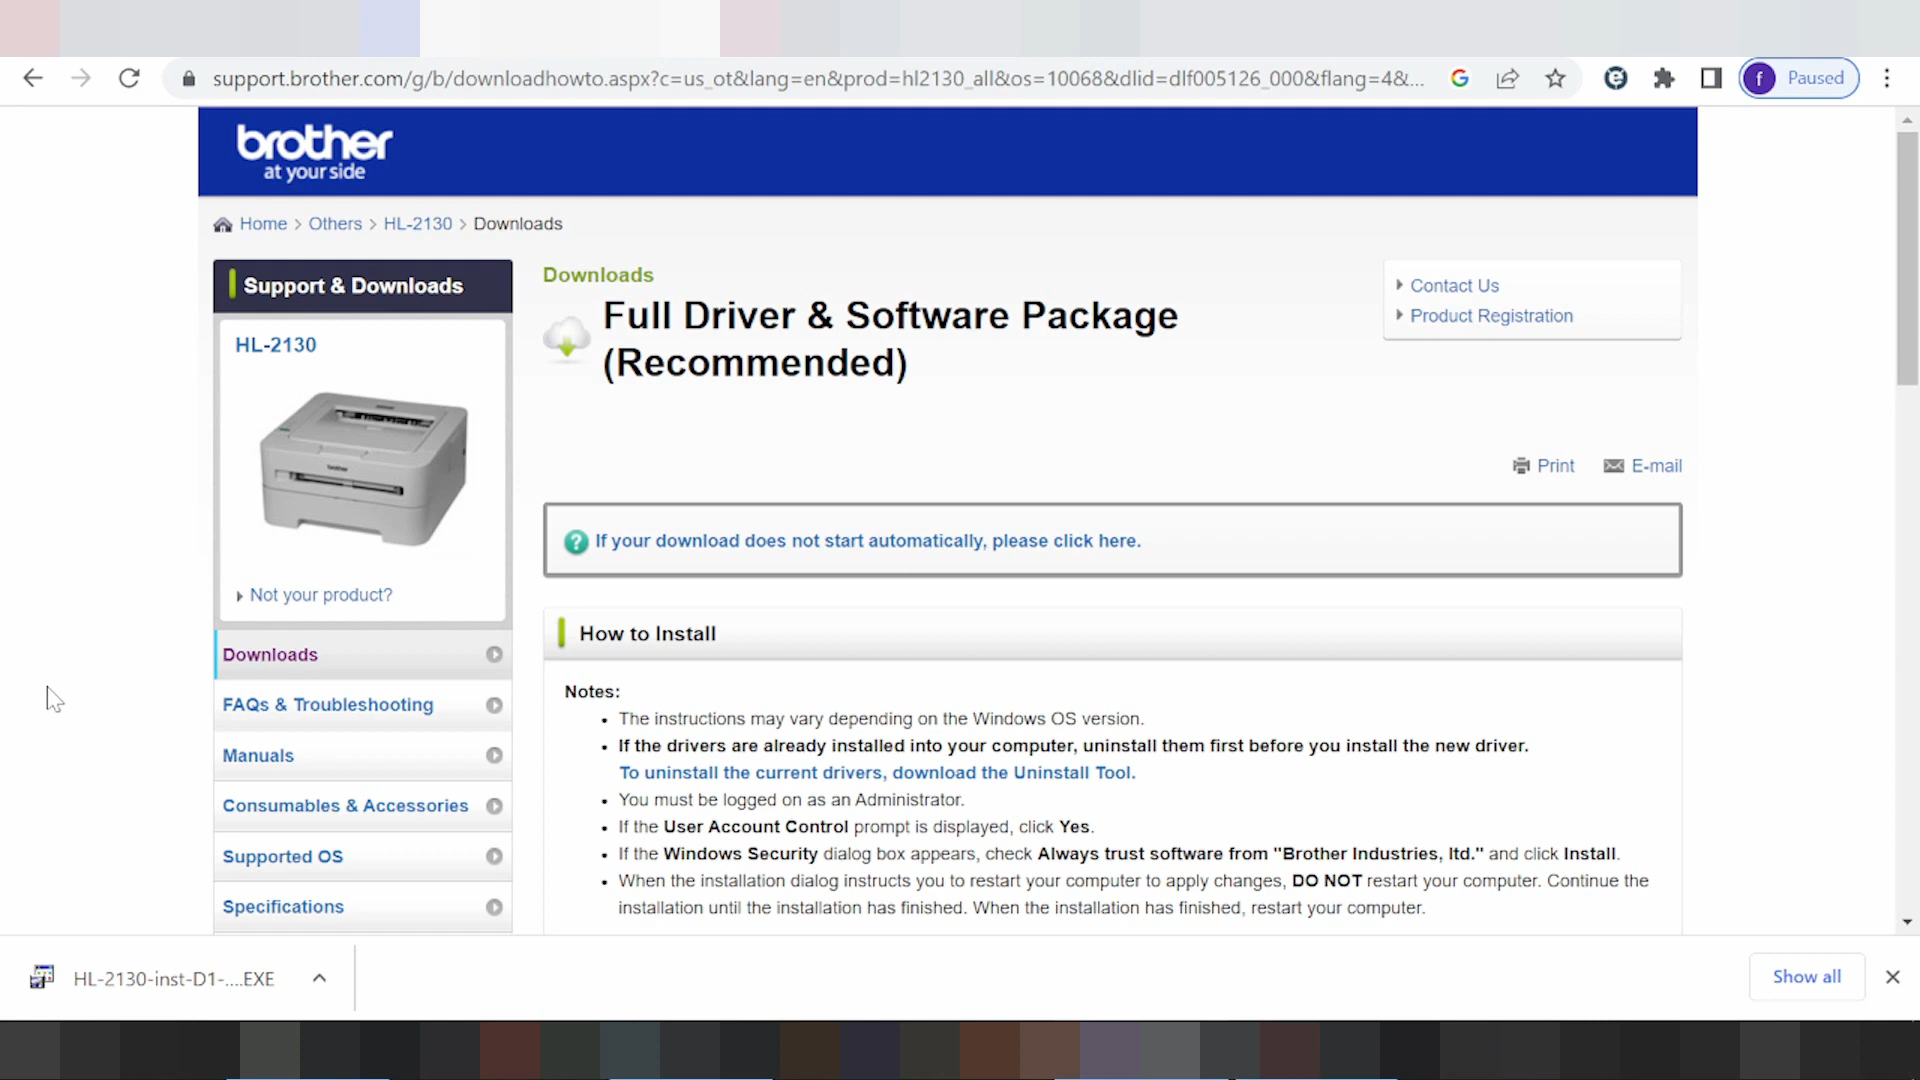 support.brother.com/g/b/downloadhowto.aspx?c=us_ot&lang=en&prod=hl2130_all&os=10068&dlid=dlf005126_000&flang=4&...
f Paused
brother
at your side
Home > Others > HL-2130 > Downloads
Support & Downloads
HL-2130
brother
Not your product?
Downloads
FAQs & Troubleshooting
Manuals
Consumables & Accessories
Supported OS
Specifications
Downloads
Full Driver & Software Package
(Recommended)
Contact Us
Product Registration
Print E-mail
If your download does not start automatically, please click here.
How to Install
Notes:
• The instructions may vary depending on the Windows OS version.
• If the drivers are already installed into your computer, uninstall them first before you install the new driver.
To uninstall the current drivers, download the Uninstall Tool.
• You must be logged on as an Administrator.
• If the User Account Control prompt is displayed, click Yes.
• If the Windows Security dialog box appears, check Always trust software from "Brother Industries, ltd." and click Install.
• When the installation dialog instructs you to restart your computer to apply changes, DO NOT restart your computer. Continue the
installation until the installation has finished. When the installation has finished, restart your computer.
HL-2130-inst-D1-....EXE
Show all